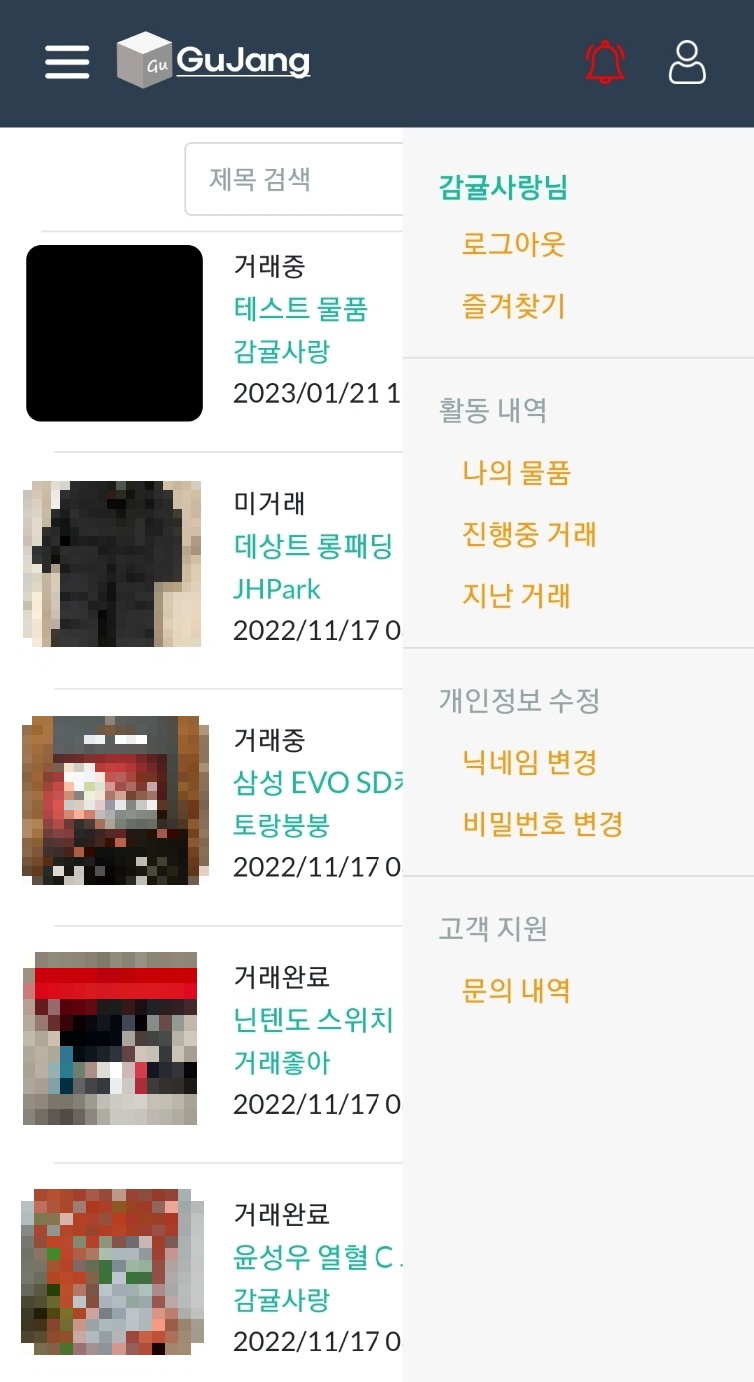 Gu GuJang
제목 검색
거래중
테스트 물품
감귤사랑
2023/01/21 1
미거래
데상트 롱패딩
JHPark
2022/11/17 0
거래중
삼성 EVO SD카
토랑붕붕
2022/11/17 0
거래완료
닌텐도 스위치
거래좋아
2022/11/17 0
거래완료
윤성우 열혈 C
감귤사랑
2022/11/17 0
감귤사랑님
로그아웃
즐겨찾기
활동 내역
나의 물품
진행중 거래
지난 거래
개인정보 수정
닉네임 변경
비밀번호 변경
고객 지원
문의 내역